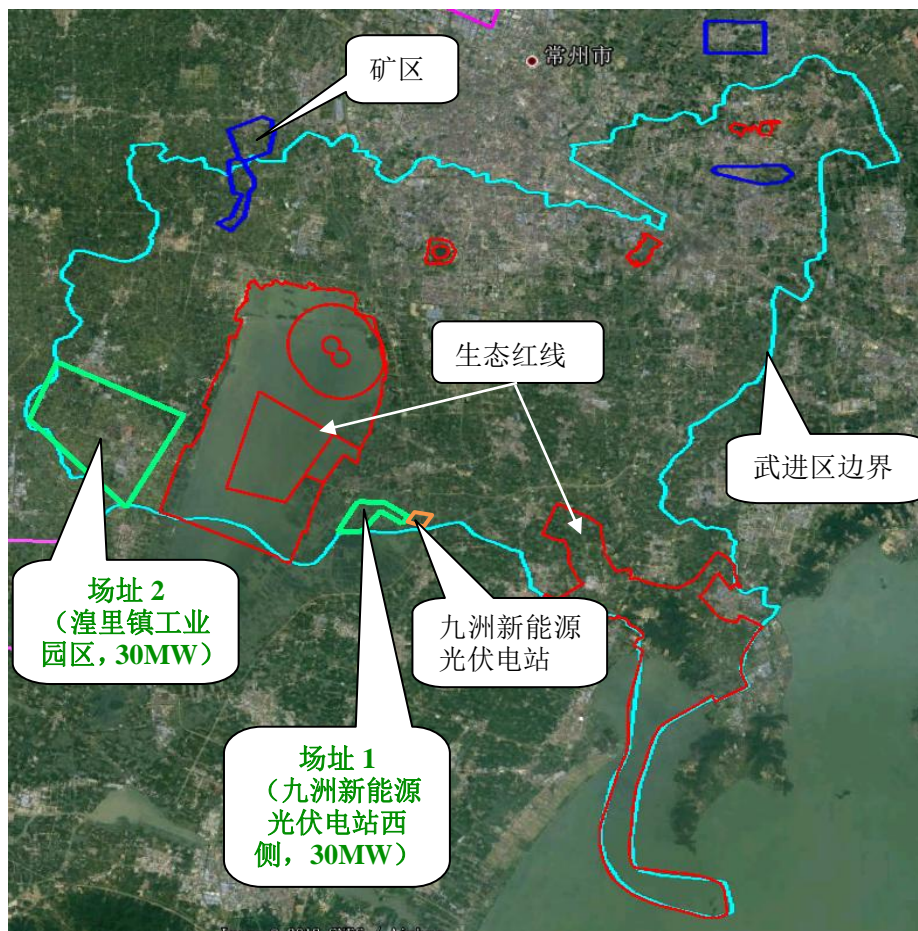 常州市
矿区
生态红线
武进区边界
场址 2
（湟里镇工业
园区，30MW）
九洲新能源
光伏电站
场址 1
（九洲新能源
光伏电站西
侧，30MW）